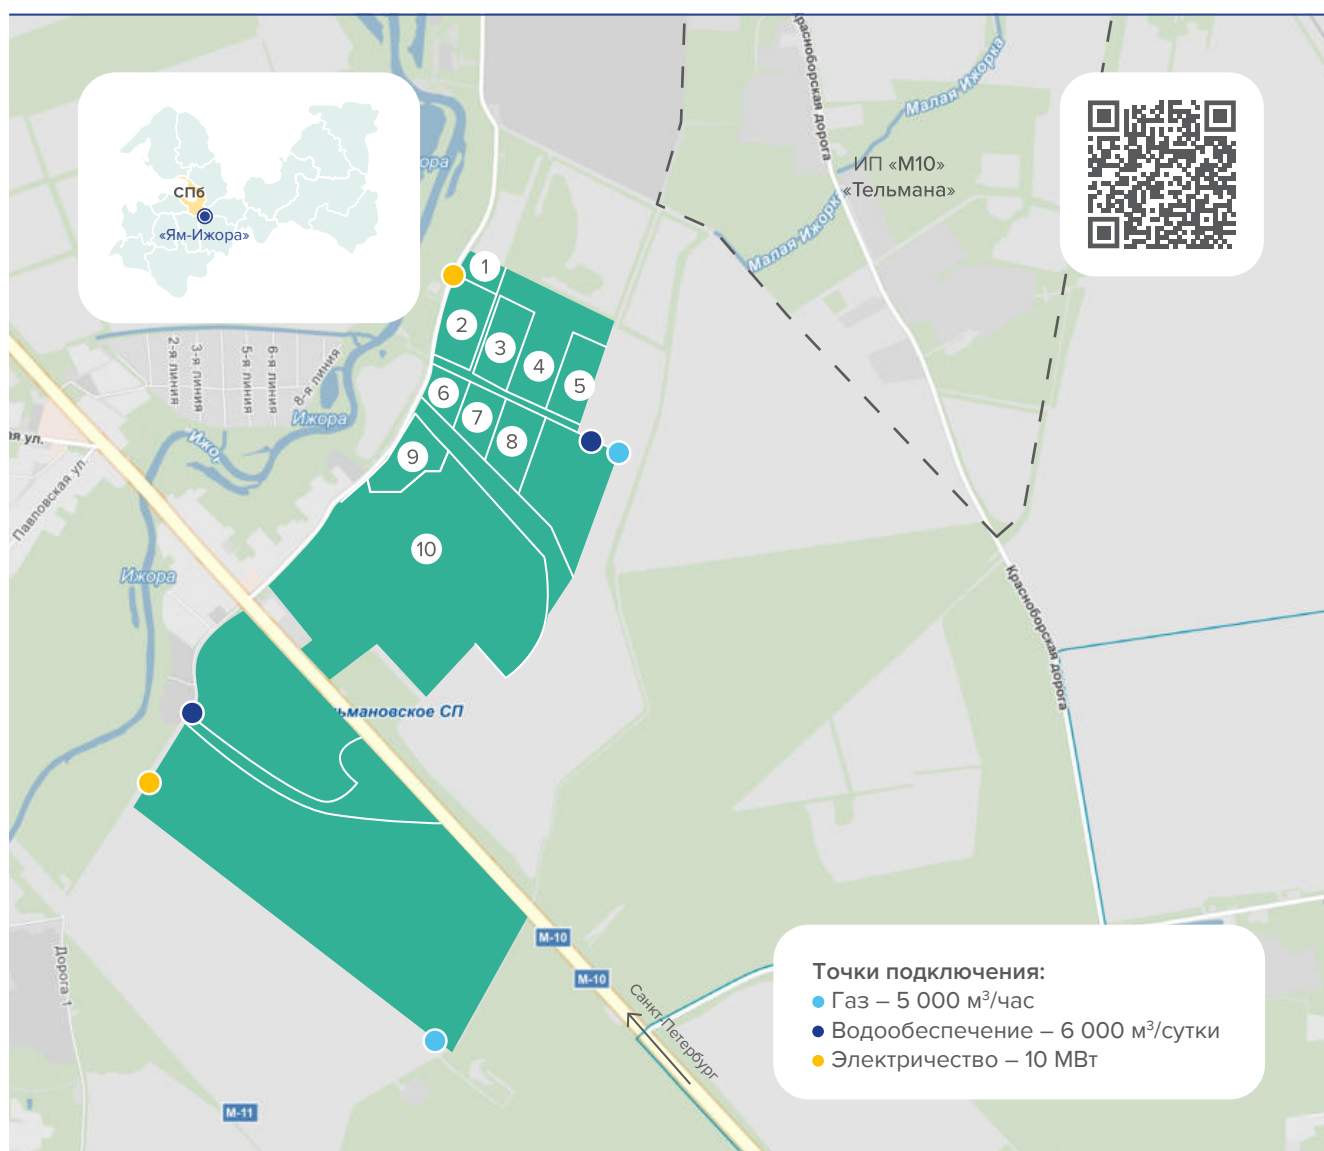 Красноборская дорога
Малая Ижорка
ИП «М10»
«Тельмана»
Малая Ижорка
СПб
«Ям-Ижора»
2-я линия
3-я линия
5-я линия
6-я линия
8-я линия
Ижора
Ижора
Павловская ул.
Ижора
1
2
3
4
5
6
7
8
9
10
Красноборская дорога
М-10
М-10
Санкт-Петербург
Дорога 1
М-11
Точки подключения:
Газ – 5 000 м³/час
Водообеспечение – 6 000 м³/сутки
Электричество – 10 МВт